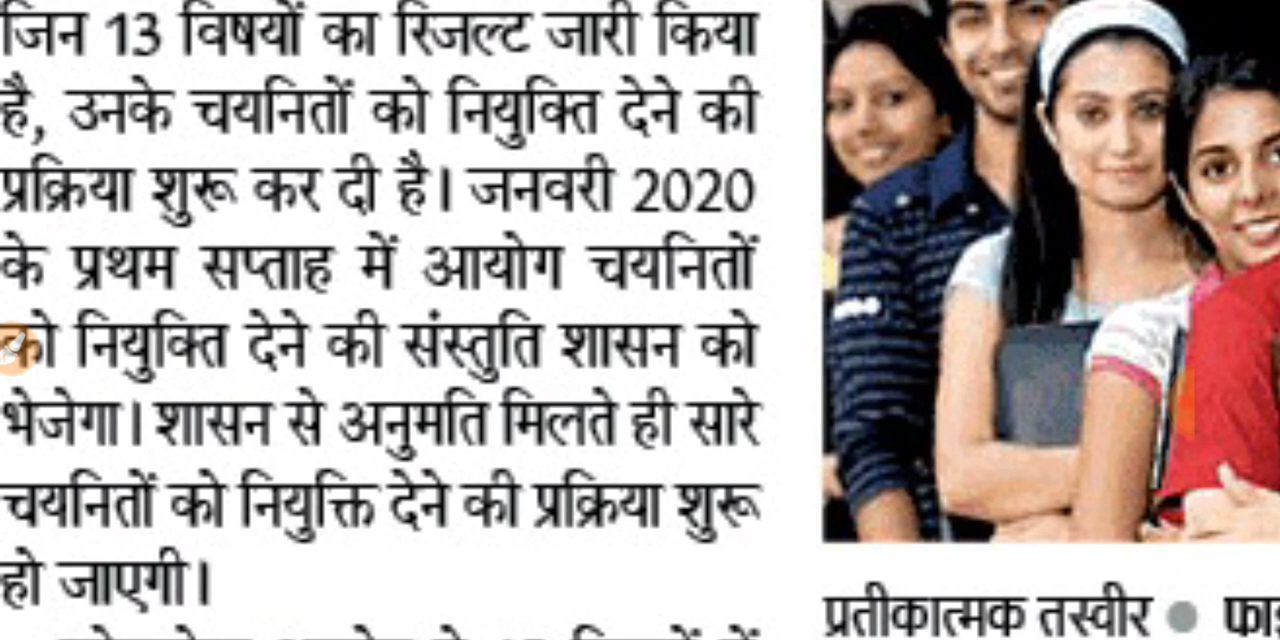 जिन 13 विषयों का रिजल्ट जारी किया
है, उनके चयनितों को नियुक्ति देने की
प्रक्रिया शुरू कर दी है। जनवरी 2020
के प्रथम सप्ताह में आयोग चयनितों
को नियुक्ति देने की संस्तुति शासन को
भेजेगा। शासन से अनुमति मिलते ही सारे
चयनितों को नियुक्ति देने की प्रक्रिया शुरू
हो जाएगी।
प्रतीकात्मक तस्वीर ●